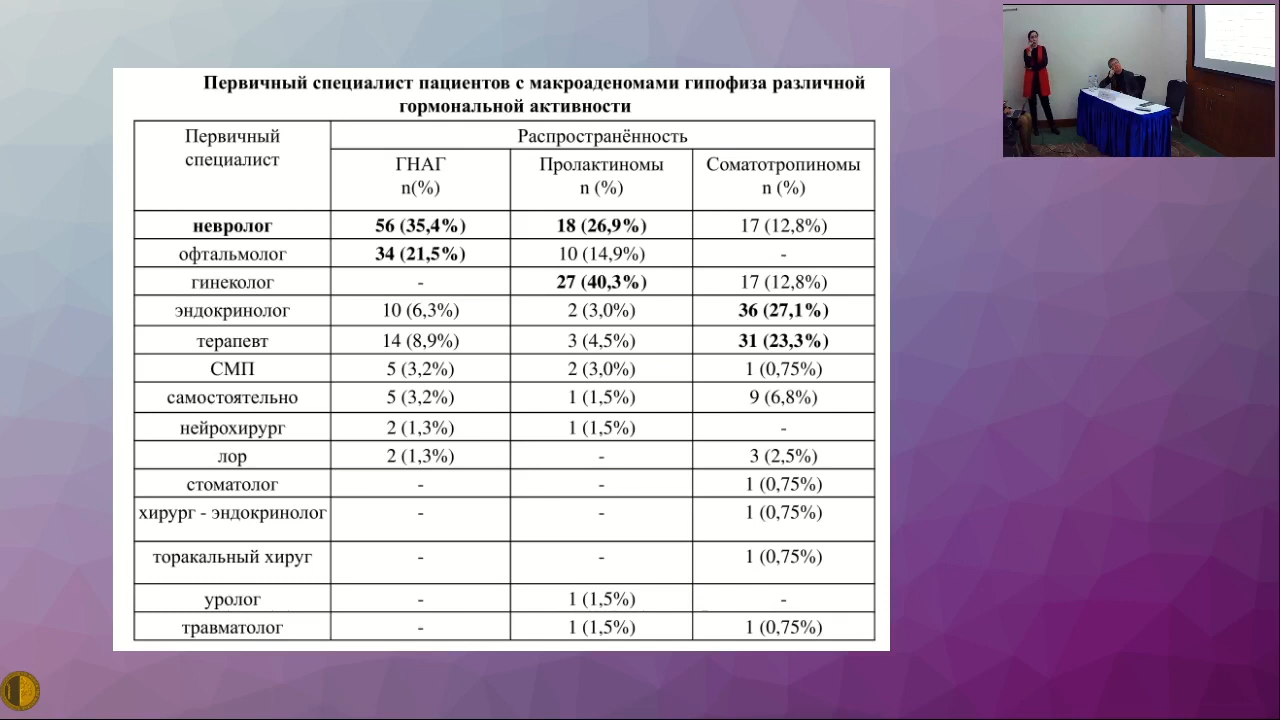 Первичный специалист пациентов с макроаденомами гипофиза различной
гормональной активности
Первичный специалист
Распространённость
ГНАГ n(%)
Пролактиномы n (%)
Соматотропиномы n (%)
невролог 56 (35,4%) 18 (26,9%) 17 (12,8%)
офтальмолог 34 (21,5%) 10 (14,9%) -
гинеколог - 27 (40,3%) 17 (12,8%)
эндокринолог 10 (6,3%) 2 (3,0%) 36 (27,1%)
терапевт 14 (8,9%) 3 (4,5%) 31 (23,3%)
СМП 5 (3,2%) 2 (3,0%) 1 (0,75%)
самостоятельно 5 (3,2%) 1 (1,5%) 9 (6,8%)
нейрохирург 2 (1,3%) 1 (1,5%) -
лор 2 (1,3%) - 3 (2,5%)
стоматолог - - 1 (0,75%)
хирург - эндокринолог - - 1 (0,75%)
торакальный хируг - - 1 (0,75%)
уролог - 1 (1,5%) -
травматолог - 1 (1,5%) 1 (0,75%)